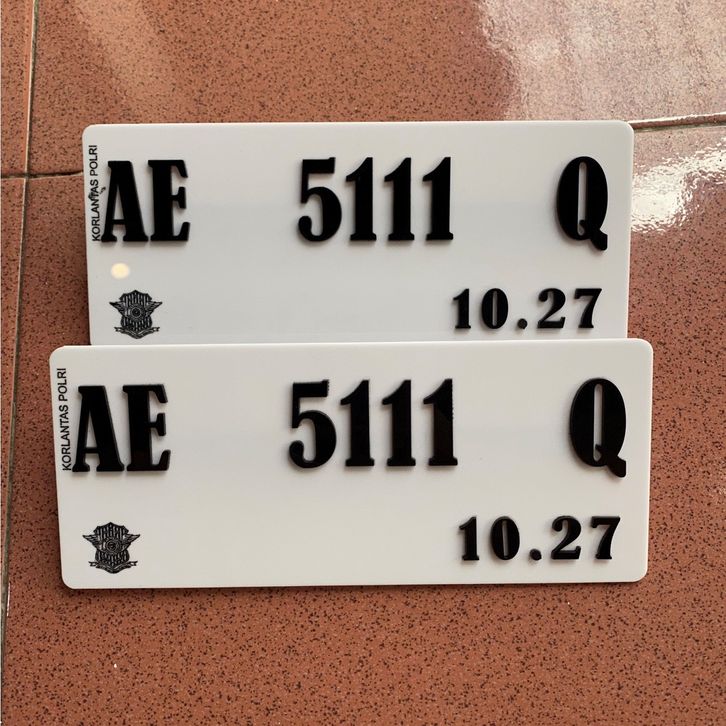 KORLANTAS POLRI
AE 5111 Q
10.27
KORLANTAS POLRI
AE 5111 Q
10.27